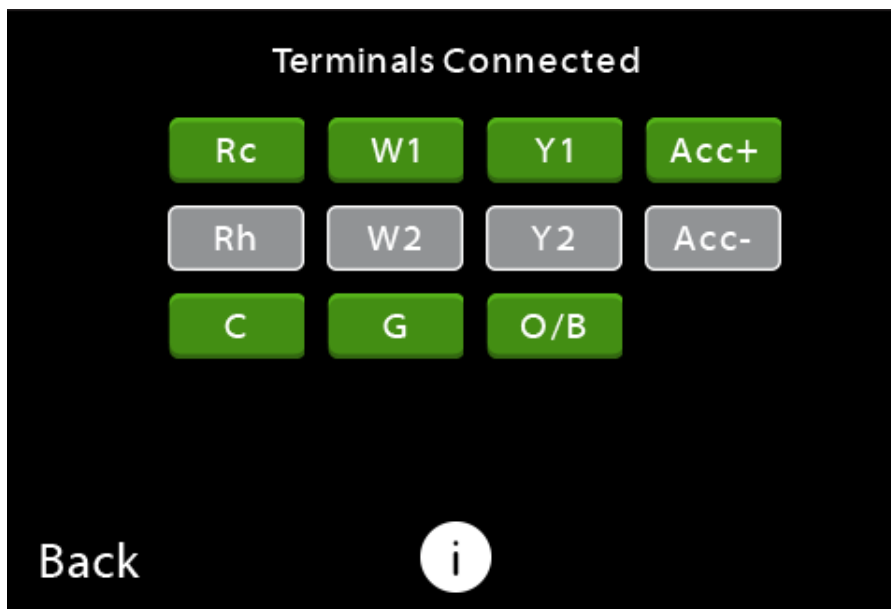 Terminals Connected
Rc W1 Y1 Acc+
Rh W2 Y2 Acc-
C G O/B
Back i